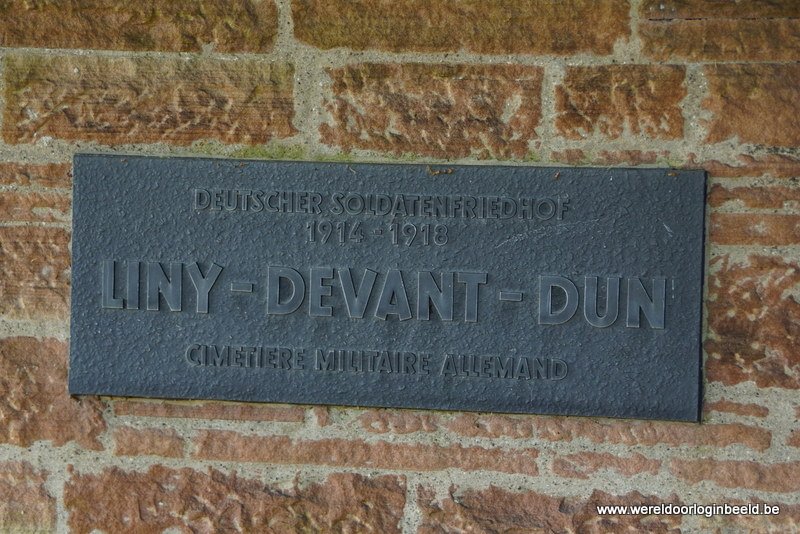 DEUTSCHER SOLDATENFRIEDHOF
1914-1918
LINY-DEVANT-DUN
CIMETIERE MILITAIRE ALLEMAND
www.wereldoorloginbeeld.be